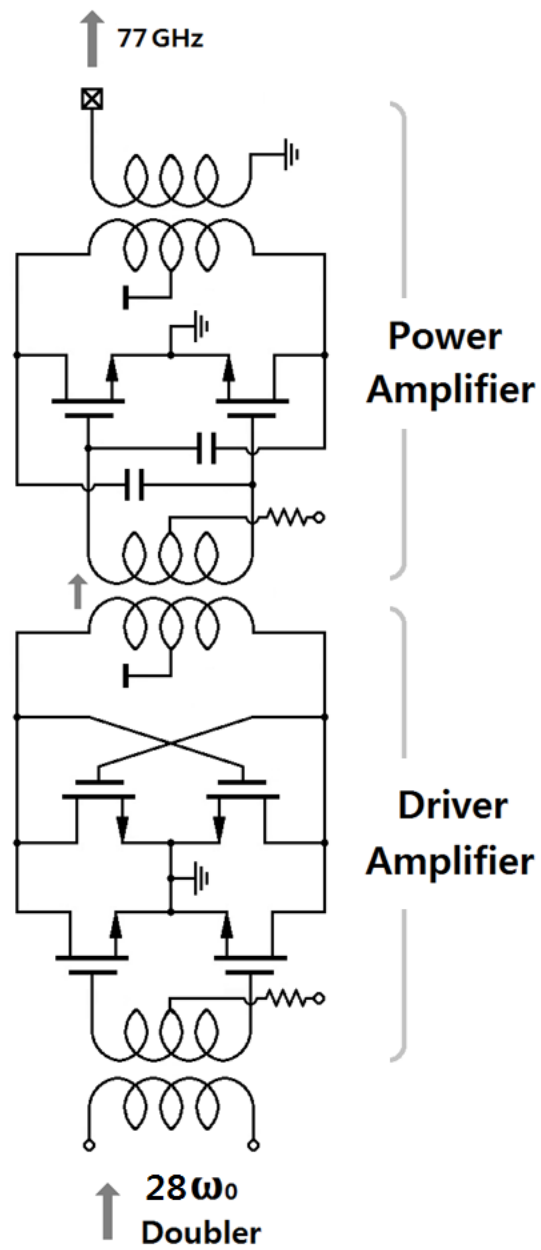 77 GHz
Power
Amplifier
Driver
Amplifier
28ω₀
Doubler